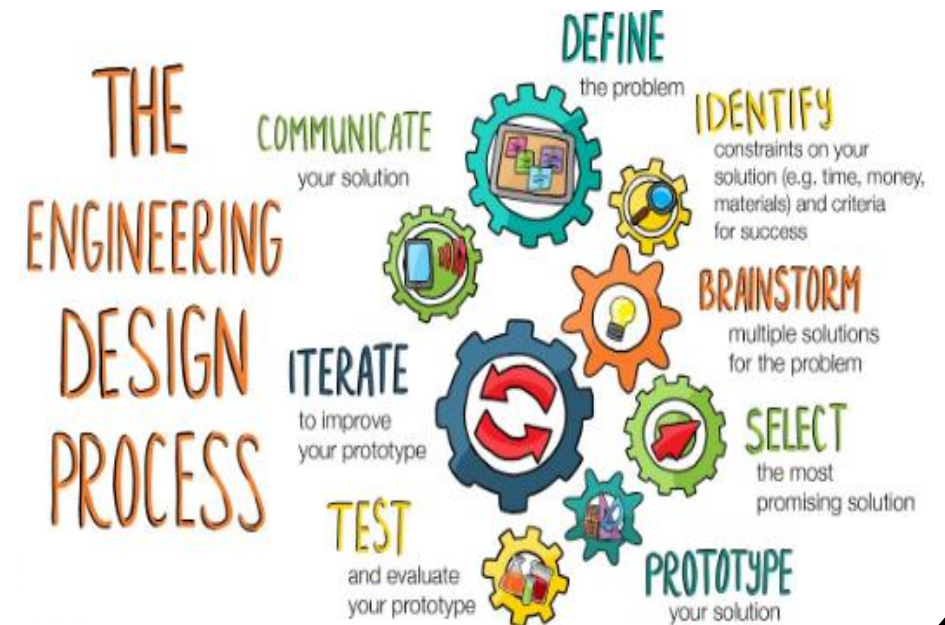 THE
ENGINEERING
DESIGN
PROCESS
DEFINE
the problem
IDENTIFY
constraints on your
solution (e.g. time, money,
materials) and criteria
for success
BRAINSTORM
multiple solutions
for the problem
SELECT
the most
promising solution
PROTOTYPE
your solution
TEST
and evaluate
your prototype
ITERATE
to improve
your prototype
COMMUNICATE
your solution